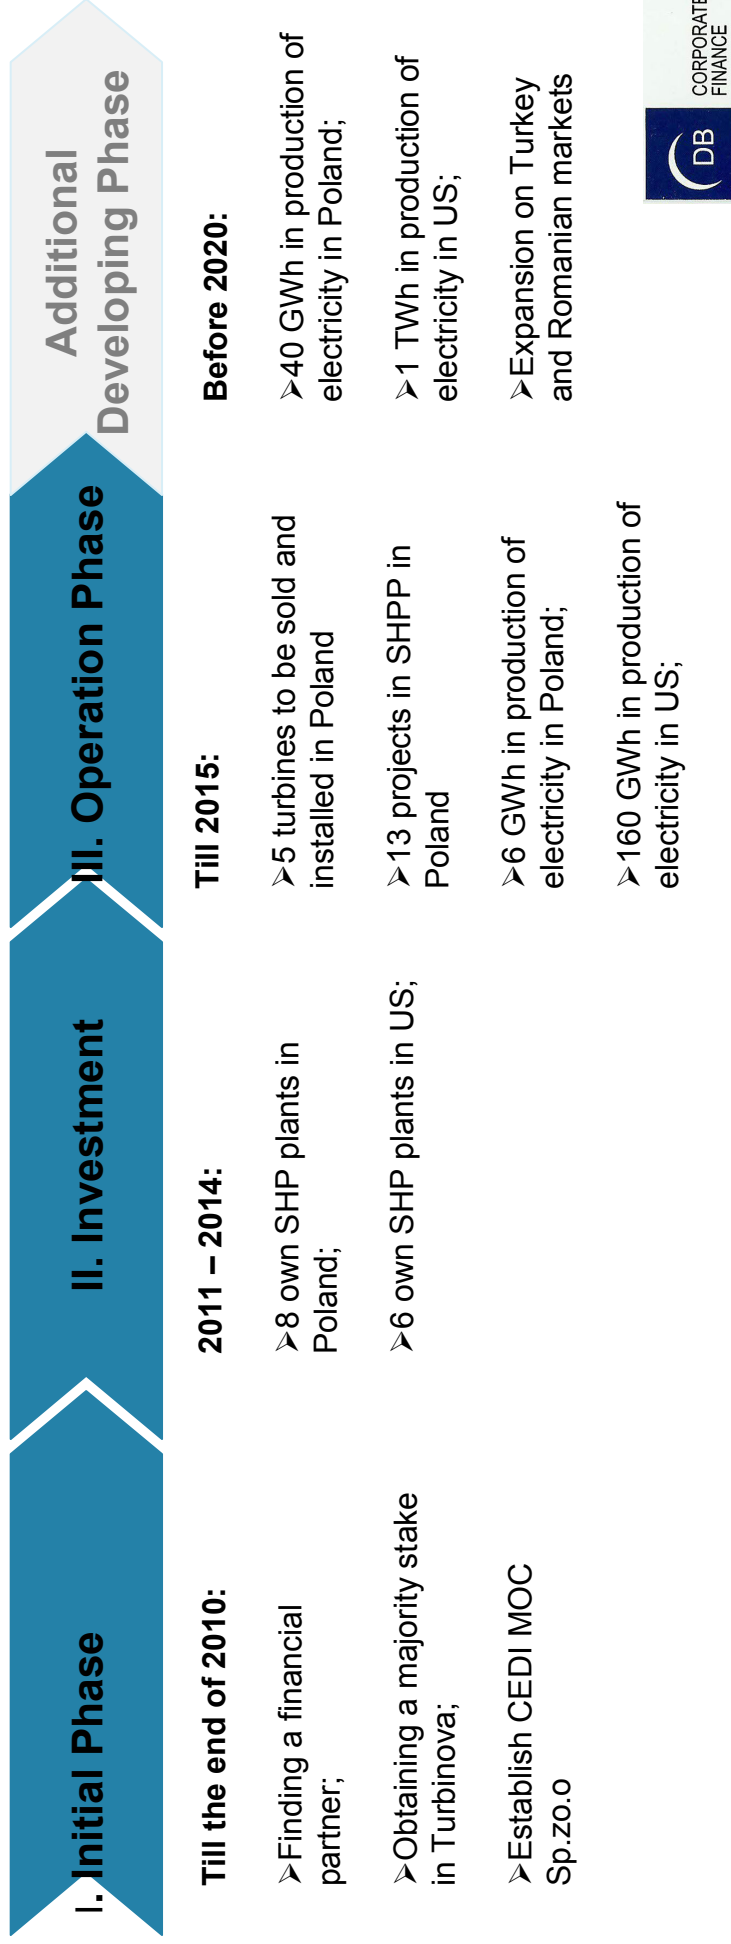 I. Initial Phase
Till the end of 2010:
➢Finding a financial
partner;
➢Obtaining a majority stake
in Turbinova;
➢Establish CEDI MOC
Sp.zo.o
II. Investment
2011 – 2014:
➢8 own SHP plants in
Poland;
➢6 own SHP plants in US;
III. Operation Phase
Till 2015:
➢5 turbines to be sold and
installed in Poland
➢13 projects in SHPP in
Poland
➢6 GWh in production of
electricity in Poland;
➢160 GWh in production of
electricity in US;
Additional
Developing Phase
Before 2020:
➢40 GWh in production of
electricity in Poland;
➢1 TWh in production of
electricity in US;
➢Expansion on Turkey
and Romanian markets
DB
CORPORATE
FINANCE